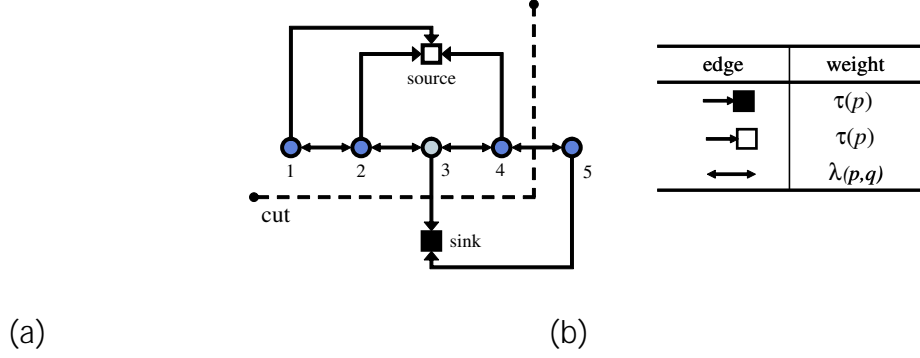 source
1 2 3 4 5
cut
sink
edge weight
τ(p)
τ(p)
λ(p,q)
(a) (b)